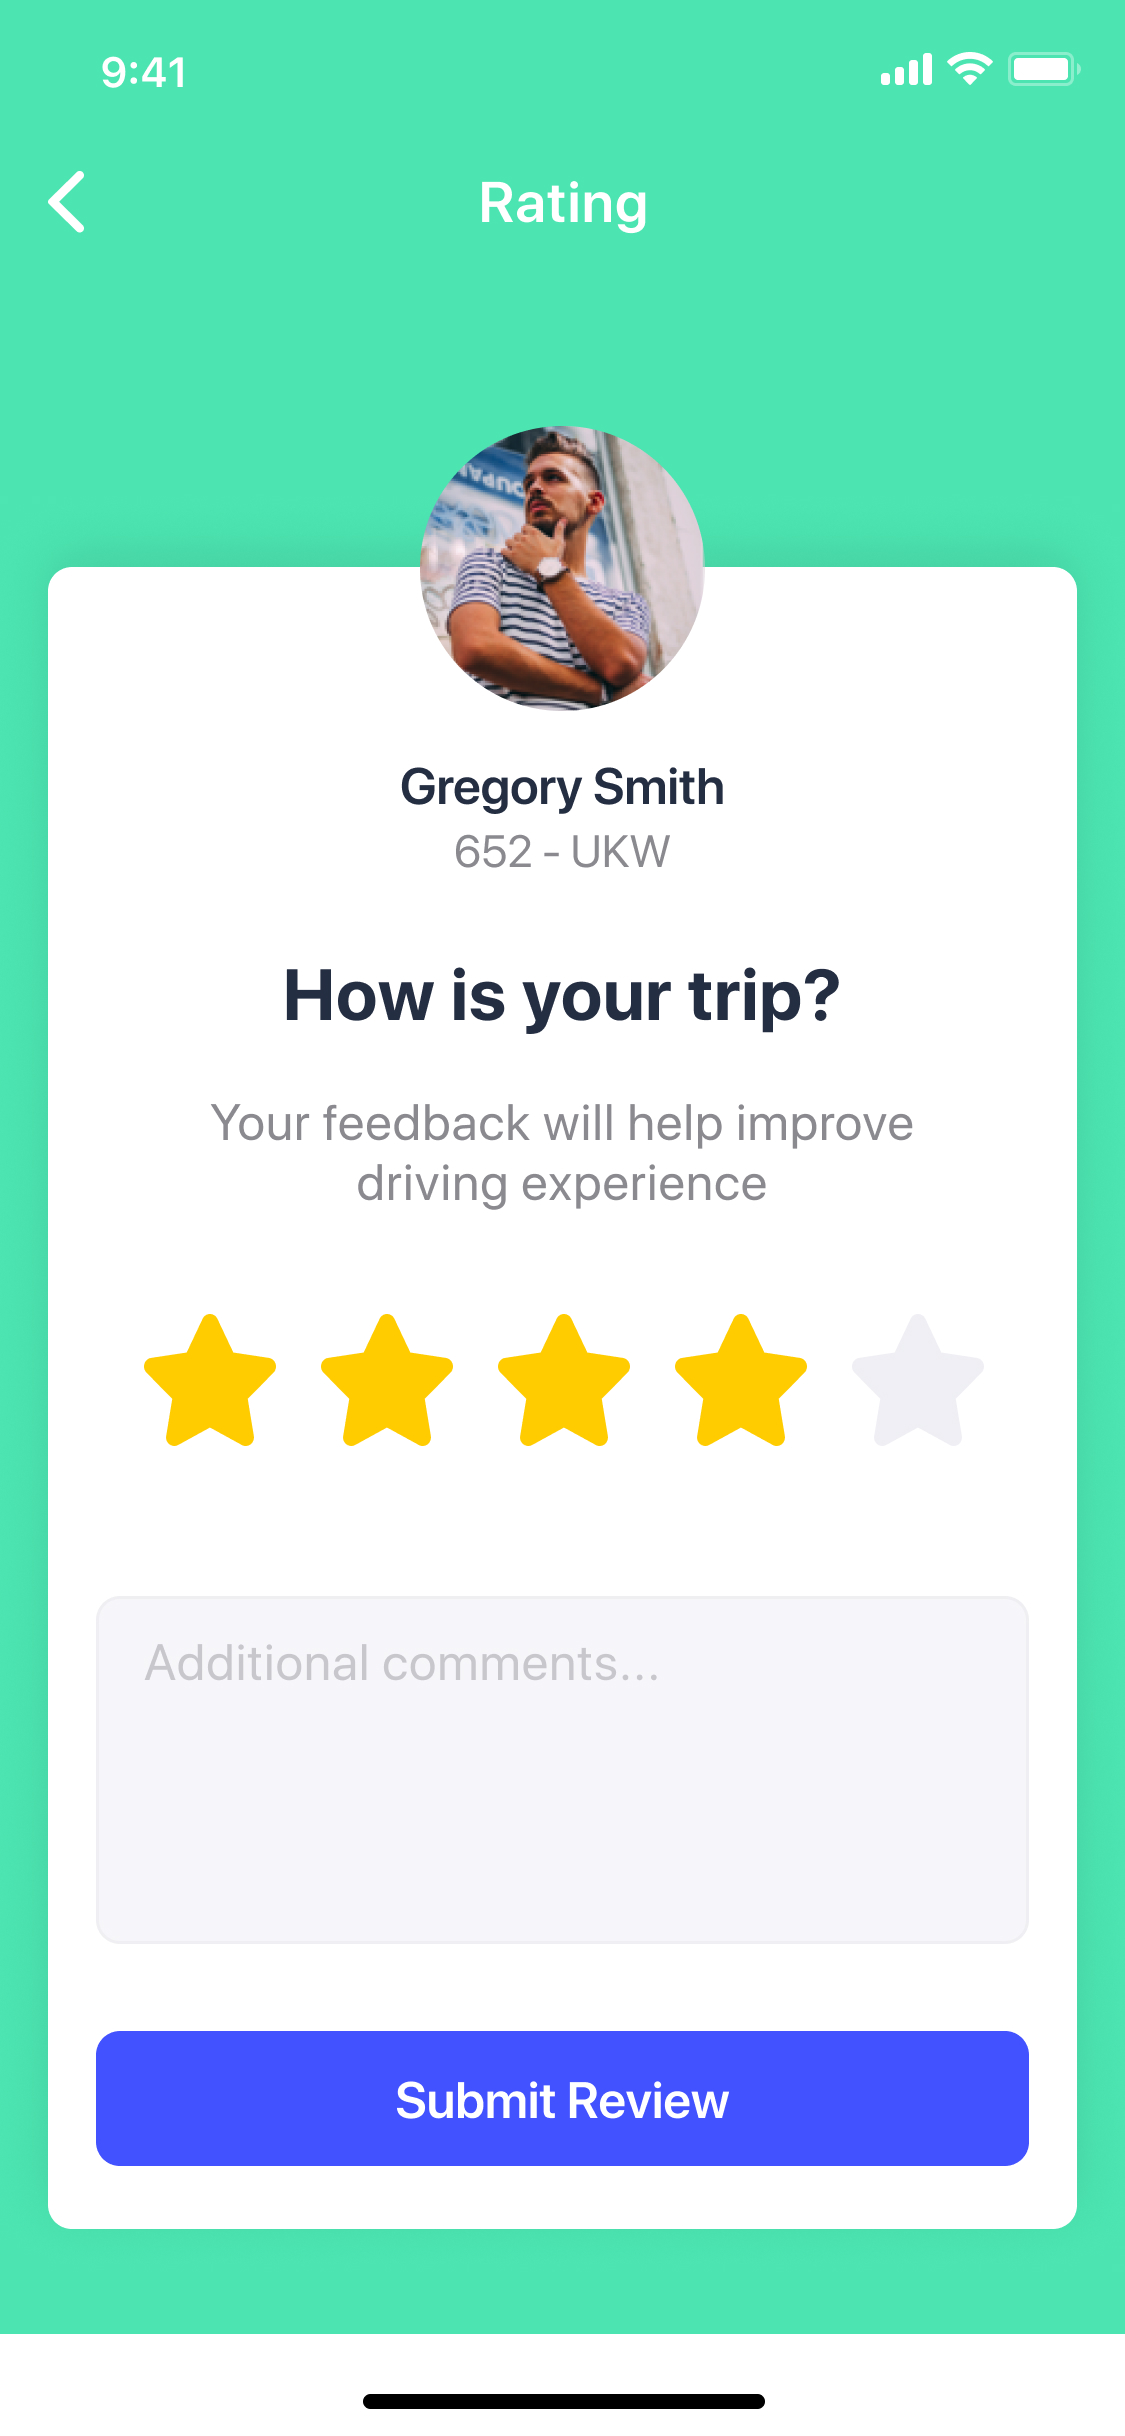 9:41
Rating
Gregory Smith
652 - UKW
How is your trip?
Your feedback will help improve
driving experience
Additional comments...
Submit Review